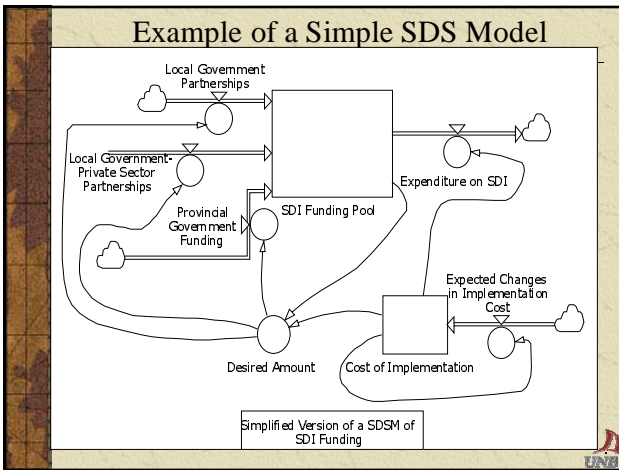 Example of a Simple SDS Model
Local Government
Partnerships
Local Government-
Private Sector
Partnerships
Provincial
Government
Funding
SDI Funding Pool
Expenditure on SDI
Expected Changes
in Implementation
Cost
Desired Amount
Cost of Implementation
Simplified Version of a SDSM of
SDI Funding
UNB